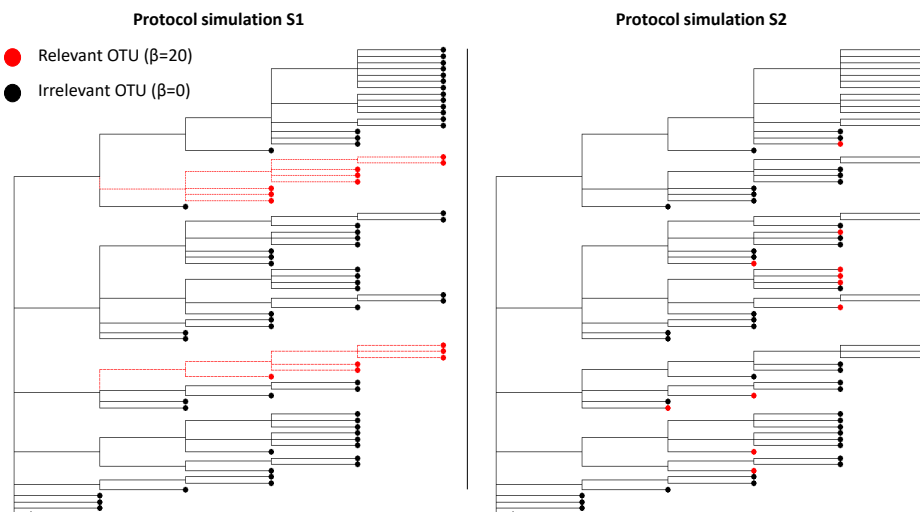 Protocol simulation S1
Protocol simulation S2
Relevant OTU (β=20)
Irrelevant OTU (β=0)